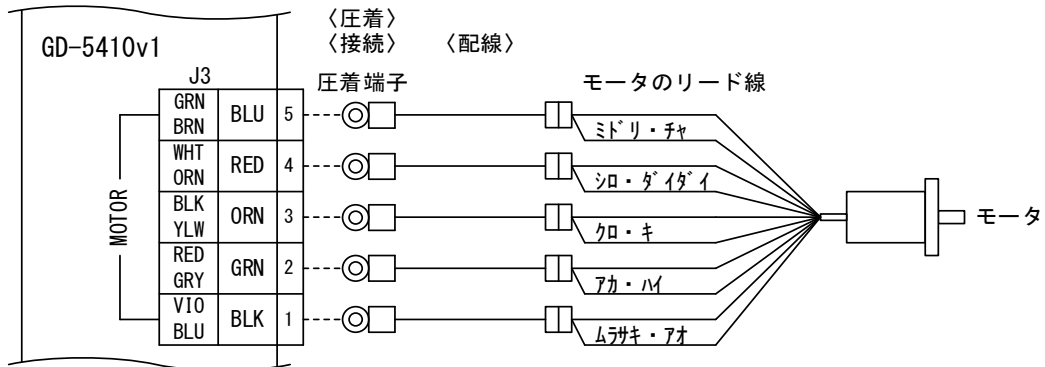 〈圧着〉
〈接続〉 〈配線〉
GD-5410v1
J3
圧着端子
モータのリード線
GRN
BRN
BLU
5
ﾐﾄﾞﾘ・ﾁｬ
WHT
ORN
RED
4
ｼﾛ・ﾀﾞｲﾀﾞｲ
BLK
YLW
ORN
3
ｸﾛ・ｷ
RED
GRY
GRN
2
ｱｶ・ﾊｲ
VIO
BLU
BLK
1
ﾑﾗｻｷ・ｱｵ
MOTOR
モータ